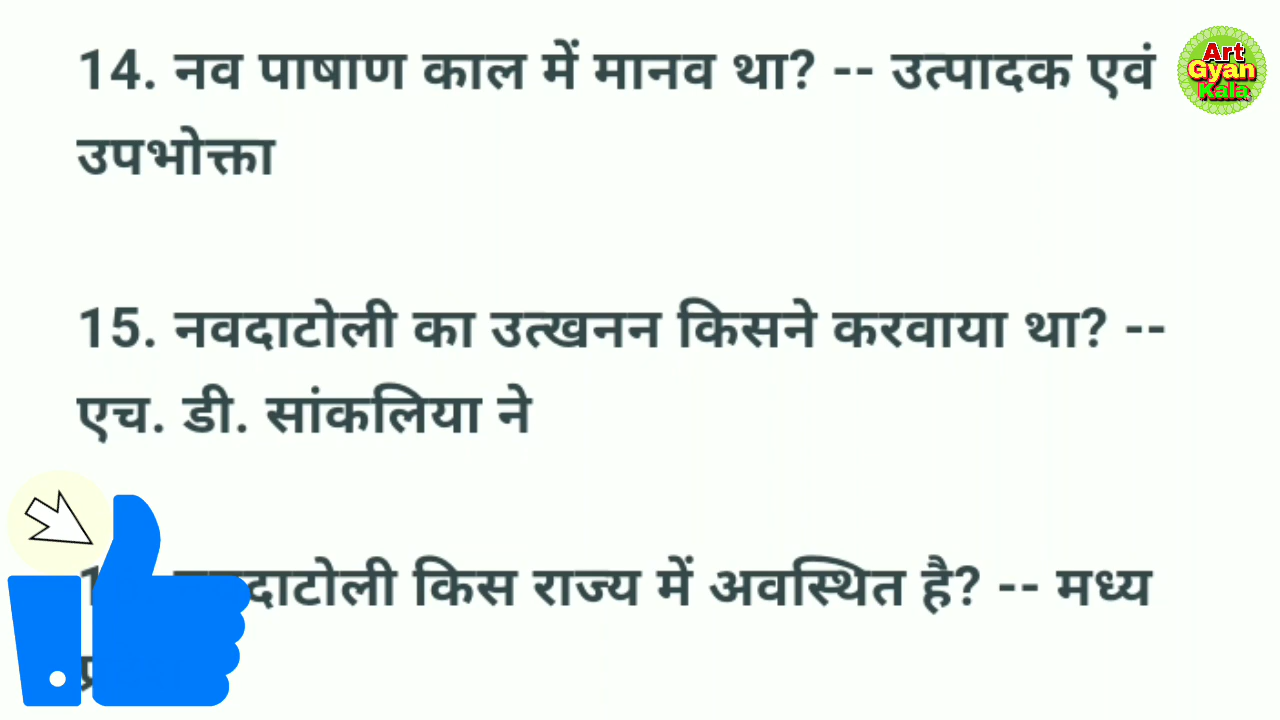 14. नव पाषाण काल में मानव था? -- उत्पादक एवं
उपभोक्ता
15. नवदाटोली का उत्खनन किसने करवाया था? --
एच. डी. सांकलिया ने
किस राज्य में अवस्थित है? -- मध्य
Art
Gyan
Kala